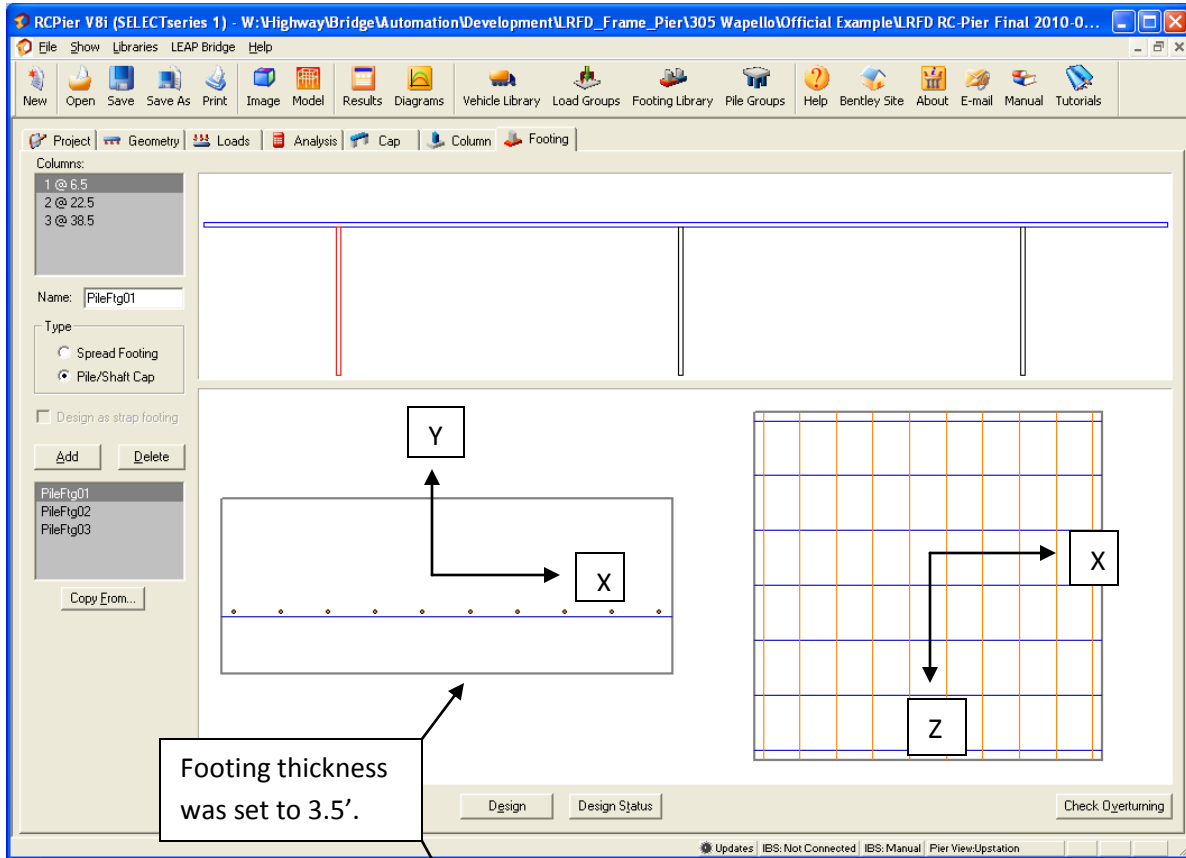 RCPier V8i (SELECTseries 1) - W:\Highway\Bridge\Automation\Development\LRFD_Frame_Pier\305 Wapello\Official Example\LRFD RC-Pier Final 2010-0...
File Show Libraries LEAP Bridge Help
New Open Save Save As Print Image Model Results Diagrams Vehicle Library Load Groups Footing Library Pile Groups Help Bentley Site About E-mail Manual Tutorials
Project Geometry Loads Analysis Cap Column Footing
Columns:
1 @ 6.5
2 @ 22.5
3 @ 38.5
Name: PileFtg01
Type
Spread Footing
Pile/Shaft Cap
Design as strap footing
Add Delete
PileFtg01
PileFtg02
PileFtg03
Copy From...
Y
X
X
Z
Footing thickness
was set to 3.5’.
Design Design Status Check Overturning
Updates IBS: Not Connected IBS: Manual Pier View:Upstation